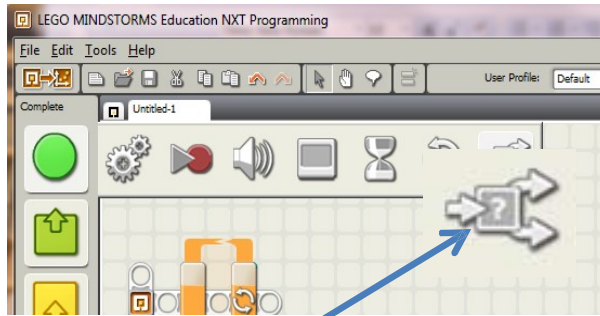 LEGO MINDSTORMS Education NXT Programming
File Edit Tools Help
User Profile: Default
Complete
Untitled-1
?